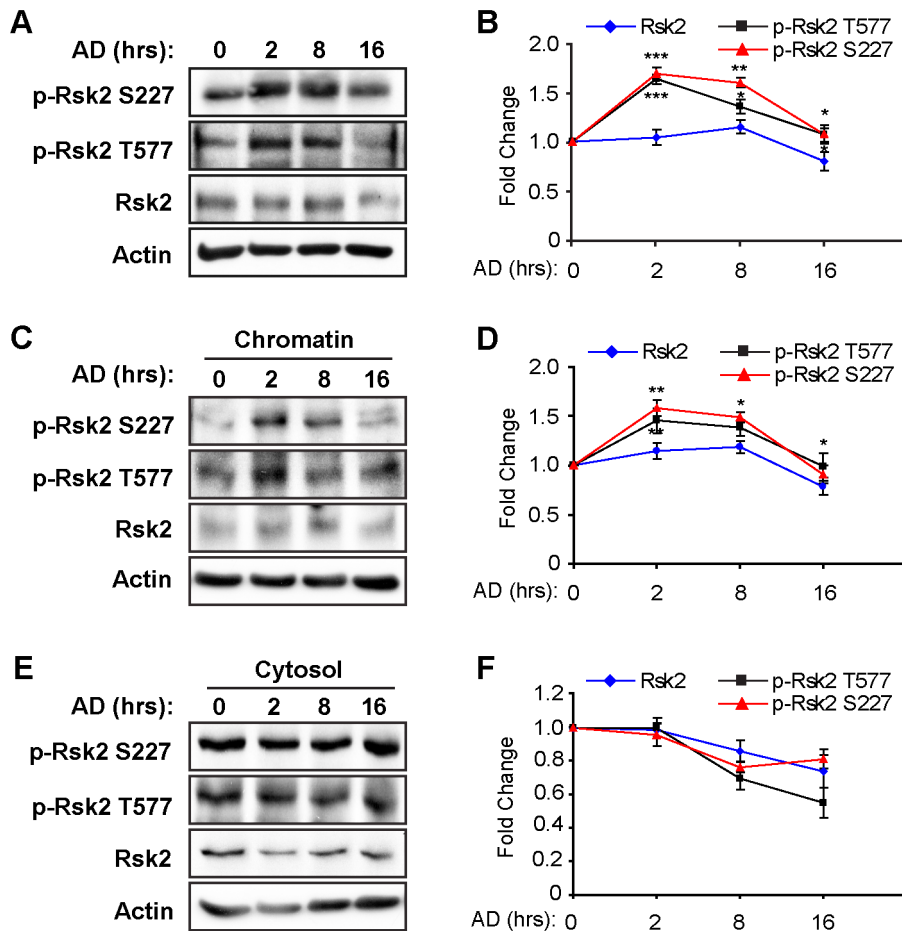 A
AD (hrs): 0 2 8 16
p-Rsk2 S227
p-Rsk2 T577
Rsk2
Actin
B
Rsk2 p-Rsk2 T577
p-Rsk2 S227
2.0
1.5
1.0
0.5
0
Fold Change
*** ** *
*** * *
AD (hrs): 0 2 8 16
C
Chromatin
AD (hrs): 0 2 8 16
p-Rsk2 S227
p-Rsk2 T577
Rsk2
Actin
D
Rsk2 p-Rsk2 T577
p-Rsk2 S227
2.0
1.5
1.0
0.5
0
Fold Change
** * *
**
AD (hrs): 0 2 8 16
E
Cytosol
AD (hrs): 0 2 8 16
p-Rsk2 S227
p-Rsk2 T577
Rsk2
Actin
F
Rsk2 p-Rsk2 T577
p-Rsk2 S227
1.2
1.0
0.8
0.6
0.4
1.2
0
Fold Change
AD (hrs): 0 2 8 16